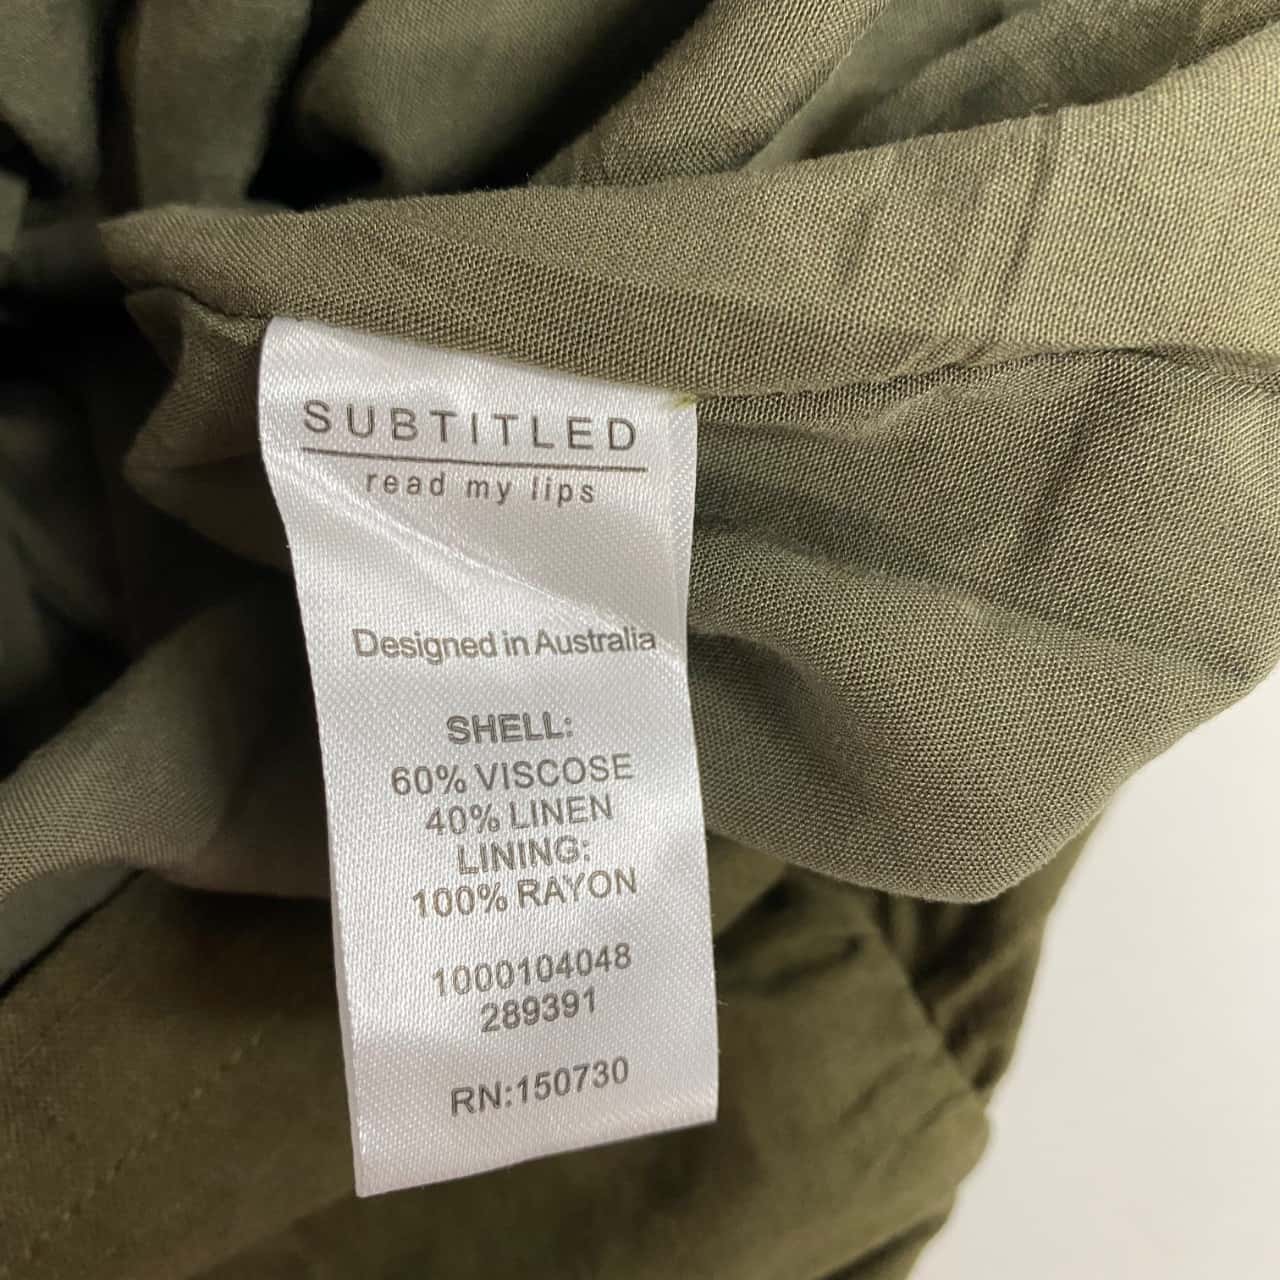 SUBTITLED
read my lips
Designed in Australia
SHELL:
60% VISCOSE
40% LINEN
LINING:
100% RAYON
1000104048
289391
RN:150730